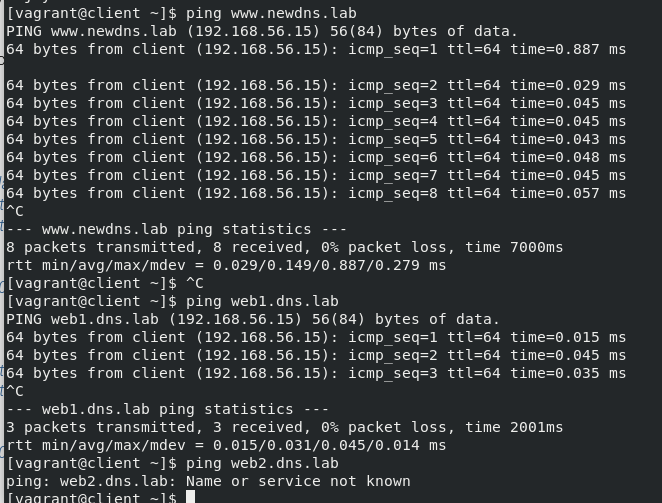 [vagrant@client ~]$ ping www.newdns.lab
PING www.newdns.lab (192.168.56.15) 56(84) bytes of data.
64 bytes from client (192.168.56.15): icmp_seq=1 ttl=64 time=0.887 ms
64 bytes from client (192.168.56.15): icmp_seq=2 ttl=64 time=0.029 ms
64 bytes from client (192.168.56.15): icmp_seq=3 ttl=64 time=0.045 ms
64 bytes from client (192.168.56.15): icmp_seq=4 ttl=64 time=0.045 ms
64 bytes from client (192.168.56.15): icmp_seq=5 ttl=64 time=0.043 ms
64 bytes from client (192.168.56.15): icmp_seq=6 ttl=64 time=0.048 ms
64 bytes from client (192.168.56.15): icmp_seq=7 ttl=64 time=0.045 ms
64 bytes from client (192.168.56.15): icmp_seq=8 ttl=64 time=0.057 ms
^C
--- www.newdns.lab ping statistics ---
8 packets transmitted, 8 received, 0% packet loss, time 7000ms
rtt min/avg/max/mdev = 0.029/0.149/0.887/0.279 ms
[vagrant@client ~]$ ^C
[vagrant@client ~]$ ping web1.dns.lab
PING web1.dns.lab (192.168.56.15) 56(84) bytes of data.
64 bytes from client (192.168.56.15): icmp_seq=1 ttl=64 time=0.015 ms
64 bytes from client (192.168.56.15): icmp_seq=2 ttl=64 time=0.045 ms
64 bytes from client (192.168.56.15): icmp_seq=3 ttl=64 time=0.035 ms
^C
--- web1.dns.lab ping statistics ---
3 packets transmitted, 3 received, 0% packet loss, time 2001ms
rtt min/avg/max/mdev = 0.015/0.031/0.045/0.014 ms
[vagrant@client ~]$ ping web2.dns.lab
ping: web2.dns.lab: Name or service not known
[vagrant@client ~]$